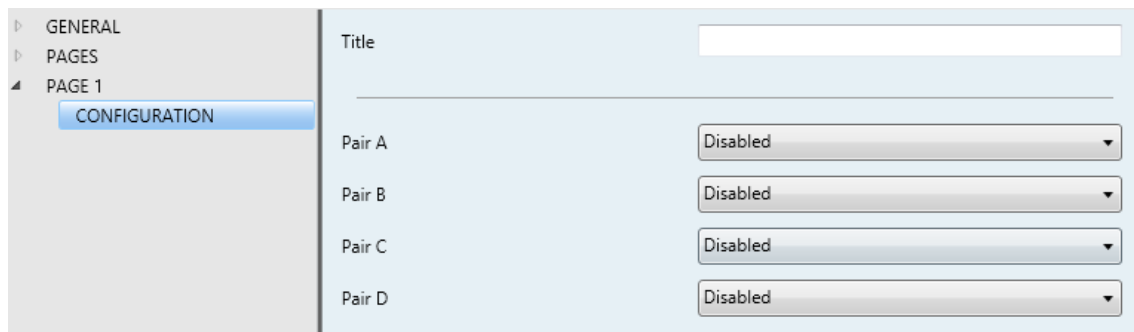 GENERAL
PAGES
PAGE 1
CONFIGURATION
Title
Pair A Disabled
Pair B Disabled
Pair C Disabled
Pair D Disabled